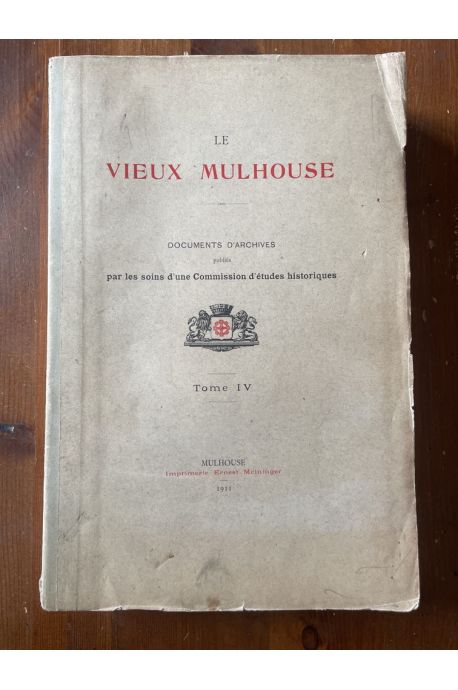 LE
VIEUX MULHOUSE
DOCUMENTS D'ARCHIVES
publiés
par les soins d'une Commission d'études historiques
Tome IV
MULHOUSE
Imprimerie Ernest Meininger
1911